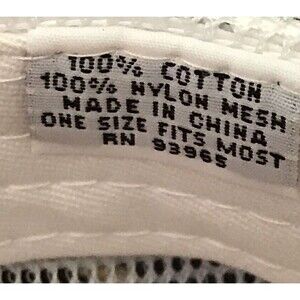 100% COTTON
100% NYLON MESH
MADE IN CHINA
ONE SIZE FITS MOST
RN 93965